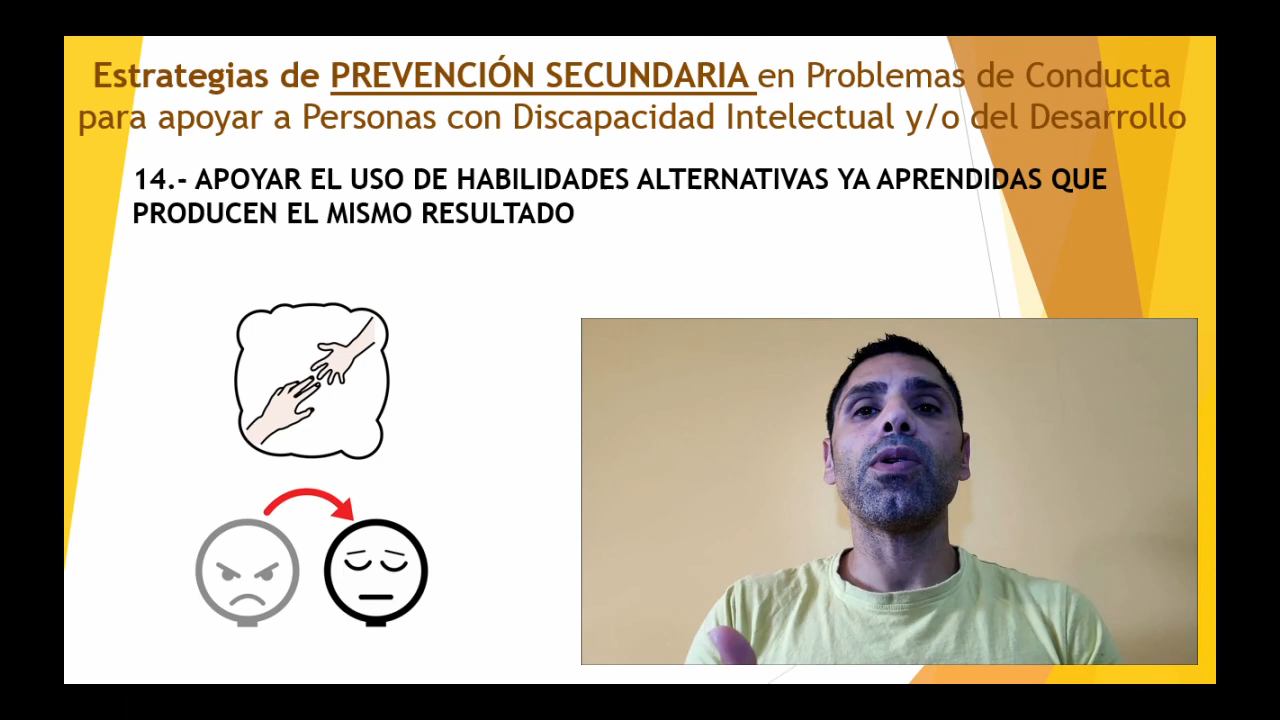 Estrategias de PREVENCIÓN SECUNDARIA en Problemas de Conducta
para apoyar a Personas con Discapacidad Intelectual y/o del Desarrollo
14.- APOYAR EL USO DE HABILIDADES ALTERNATIVAS YA APRENDIDAS QUE
PRODUCEN EL MISMO RESULTADO